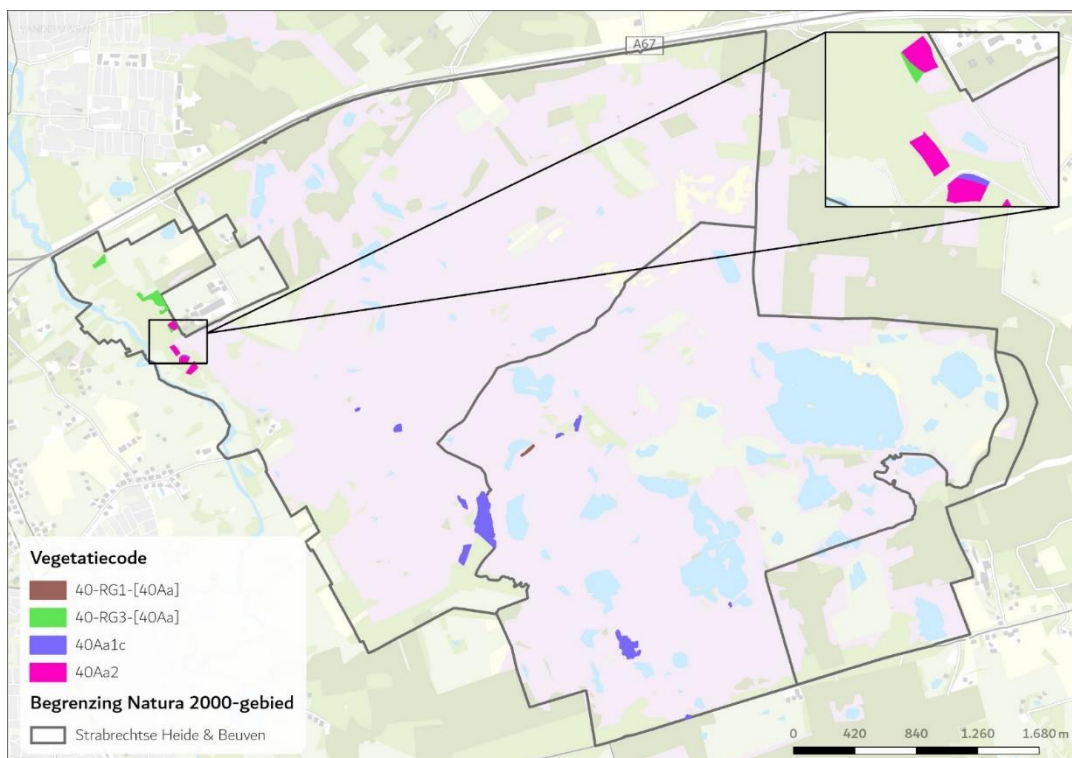 A67
Vegetatiecode
40-RG1-[40Aa]
40-RG3-[40Aa]
40Aa1c
40Aa2
Begrenzing Natura 2000-gebied
Strabrechtse Heide & Beuven
0 420 840 1.260 1.680 m